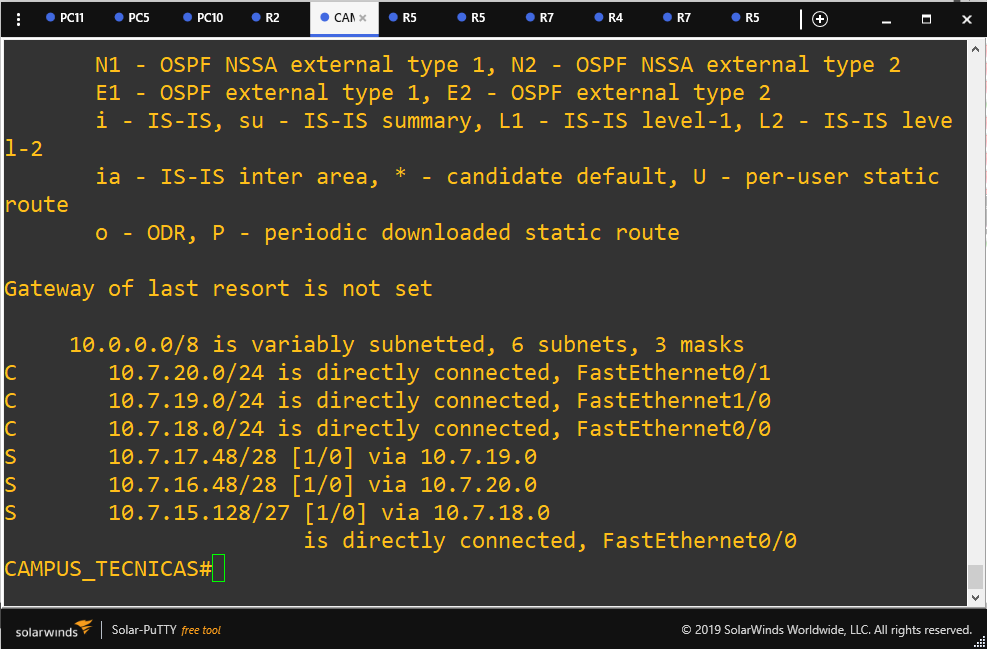 PC11 PC5 PC10 R2 CAM R5 R5 R7 R4 R7 R5
N1 - OSPF NSSA external type 1, N2 - OSPF NSSA external type 2
E1 - OSPF external type 1, E2 - OSPF external type 2
i - IS-IS, su - IS-IS summary, L1 - IS-IS level-1, L2 - IS-IS leve
l-2
ia - IS-IS inter area, * - candidate default, U - per-user static
route
o - ODR, P - periodic downloaded static route
Gateway of last resort is not set
10.0.0.0/8 is variably subnetted, 6 subnets, 3 masks
C 10.7.20.0/24 is directly connected, FastEthernet0/1
C 10.7.19.0/24 is directly connected, FastEthernet1/0
C 10.7.18.0/24 is directly connected, FastEthernet0/0
S 10.7.17.48/28 [1/0] via 10.7.19.0
S 10.7.16.48/28 [1/0] via 10.7.20.0
S 10.7.15.128/27 [1/0] via 10.7.18.0
is directly connected, FastEthernet0/0
CAMPUS_TECNICAS#
solarwinds Solar-PuTTY free tool © 2019 SolarWinds Worldwide, LLC. All rights reserved.